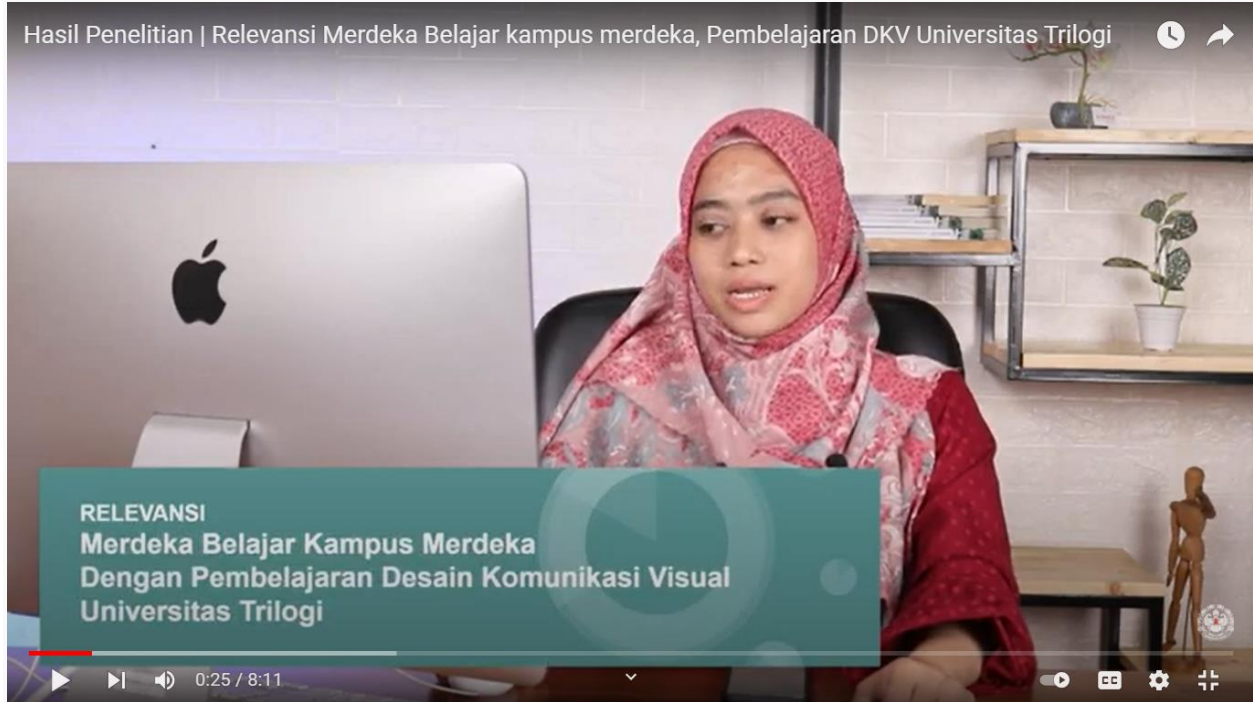 Hasil Penelitian | Relevansi Merdeka Belajar kampus merdeka, Pembelajaran DKV Universitas Trilogi
RELEVANSI
Merdeka Belajar Kampus Merdeka
Dengan Pembelajaran Desain Komunikasi Visual
Universitas Trilogi
0:25 / 8:11
CC